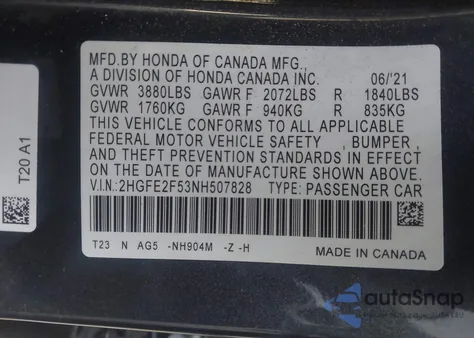 MFD.BY HONDA OF CANADA MFG.,
A DIVISION OF HONDA CANADA INC. 06/'21
GVWR 3880LBS GAWR F 2072LBS R 1840LBS
GVWR 1760KG GAWR F 940KG R 835KG
THIS VEHICLE CONFORMS TO ALL APPLICABLE
FEDERAL MOTOR VEHICLE SAFETY , BUMPER ,
AND THEFT PREVENTION STANDARDS IN EFFECT
ON THE DATE OF MANUFACTURE SHOWN ABOVE.
V.I.N.:2HGFE2F53NH507828 TYPE: PASSENGER CAR
T23 N AG5 -NH904M -Z -H
MADE IN CANADA
T20 A1
autoSnap